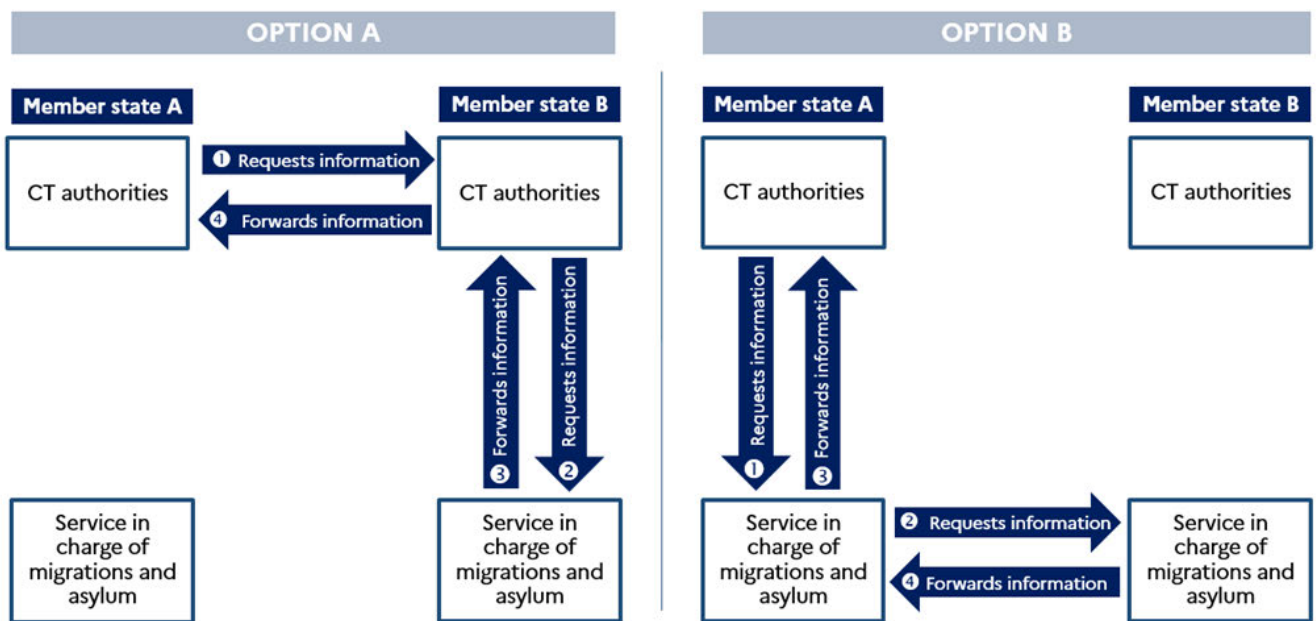 OPTION A
Member state A
Member state B
CT authorities
❶ Requests information
❹ Forwards information
CT authorities
❸ Forwards information
❷ Requests information
Service in
charge of
migrations and
asylum
Service in
charge of
migrations and
asylum
OPTION B
Member state A
Member state B
CT authorities
CT authorities
❶ Requests information
❸ Forwards information
Service in
charge of
migrations and
asylum
❷ Requests information
❹ Forwards information
Service in
charge of
migrations and
asylum